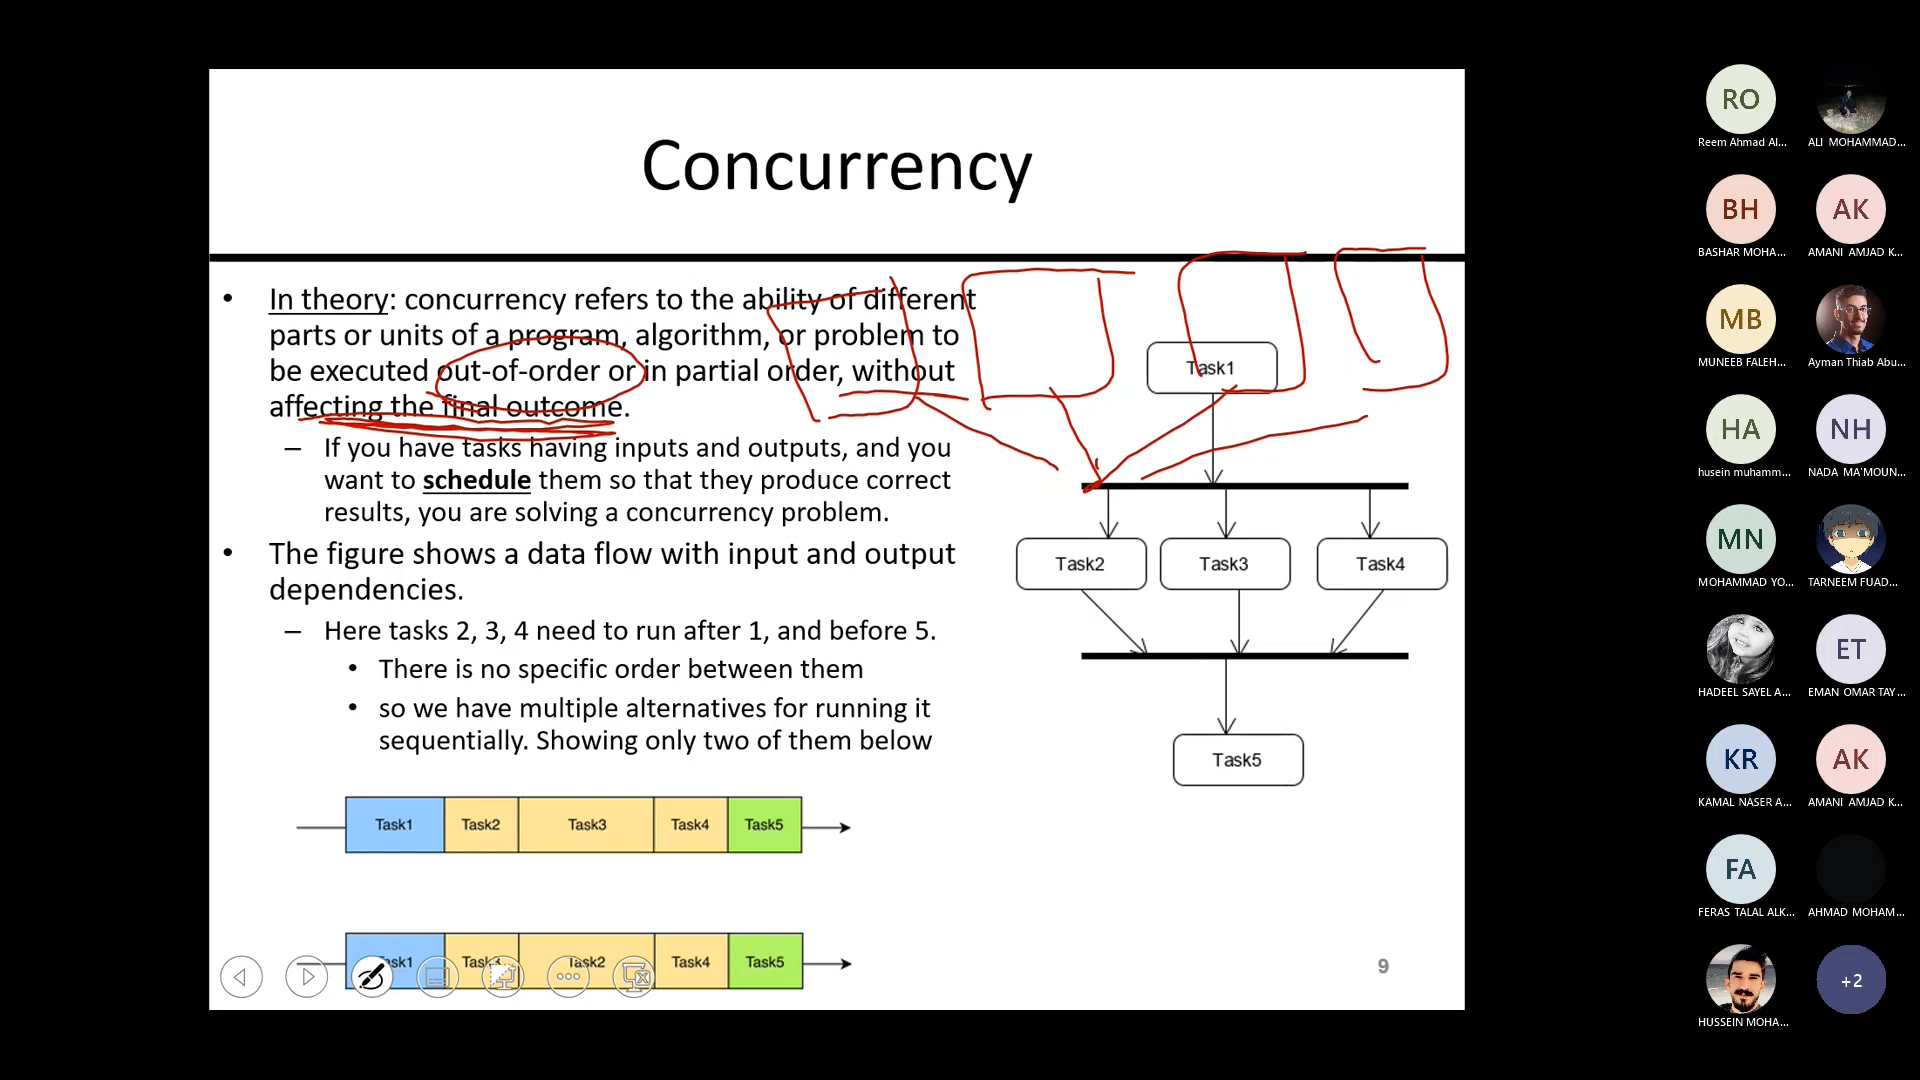 Concurrency
• In theory: concurrency refers to the ability of different
parts or units of a program, algorithm, or problem to
be executed out-of-order or in partial order, without
affecting the final outcome.
– If you have tasks having inputs and outputs, and you
want to schedule them so that they produce correct
results, you are solving a concurrency problem.
• The figure shows a data flow with input and output
dependencies.
– Here tasks 2, 3, 4 need to run after 1, and before 5.
• There is no specific order between them
• so we have multiple alternatives for running it
sequentially. Showing only two of them below
Task1
Task2 Task3 Task4
Task5
Task1 Task2 Task3 Task4 Task5
Task2 Task4 Task5
9
RO
Reem Ahmad Al...
ALI MOHAMMAD...
BH AK
BASHAR MOHA... AMANI AMJAD K...
MB
MUNEEB FALEH... Ayman Thiab Abu...
HA NH
husein muhamm... NADA MA'MOUN...
MN
MOHAMMAD YO... TARNEEM FUAD...
ET
HADEEL SAYEL A... EMAN OMAR TAY...
KR AK
KAMAL NASER A... AMANI AMJAD K...
FA
FERAS TALAL ALK... AHMAD MOHAM...
+2
HUSSEIN MOHA...